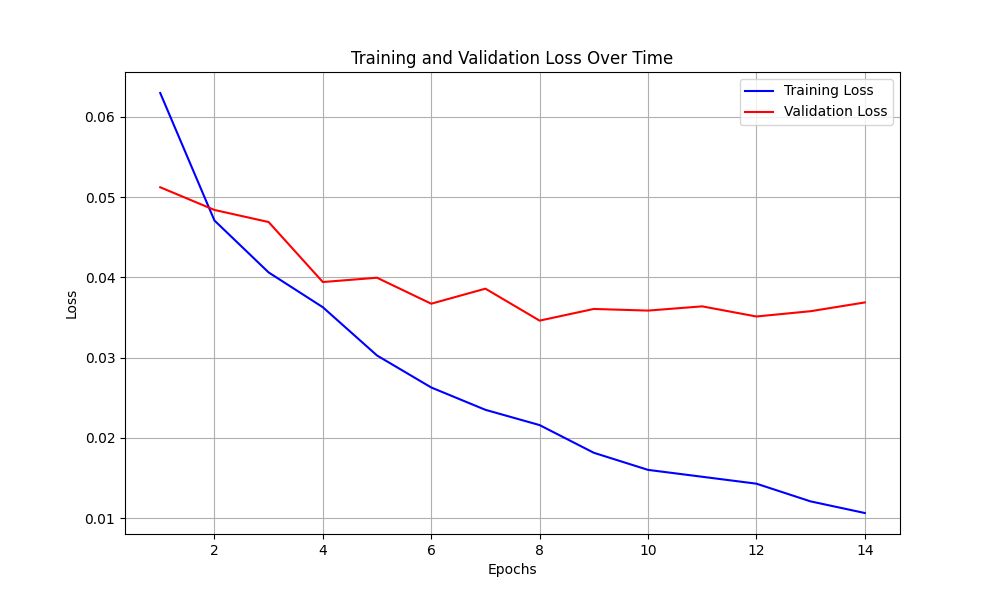 Training and Validation Loss Over Time
Training Loss
Validation Loss
0.06
0.05
0.04
0.03
0.02
0.01
Loss
2 4 6 8 10 12 14
Epochs